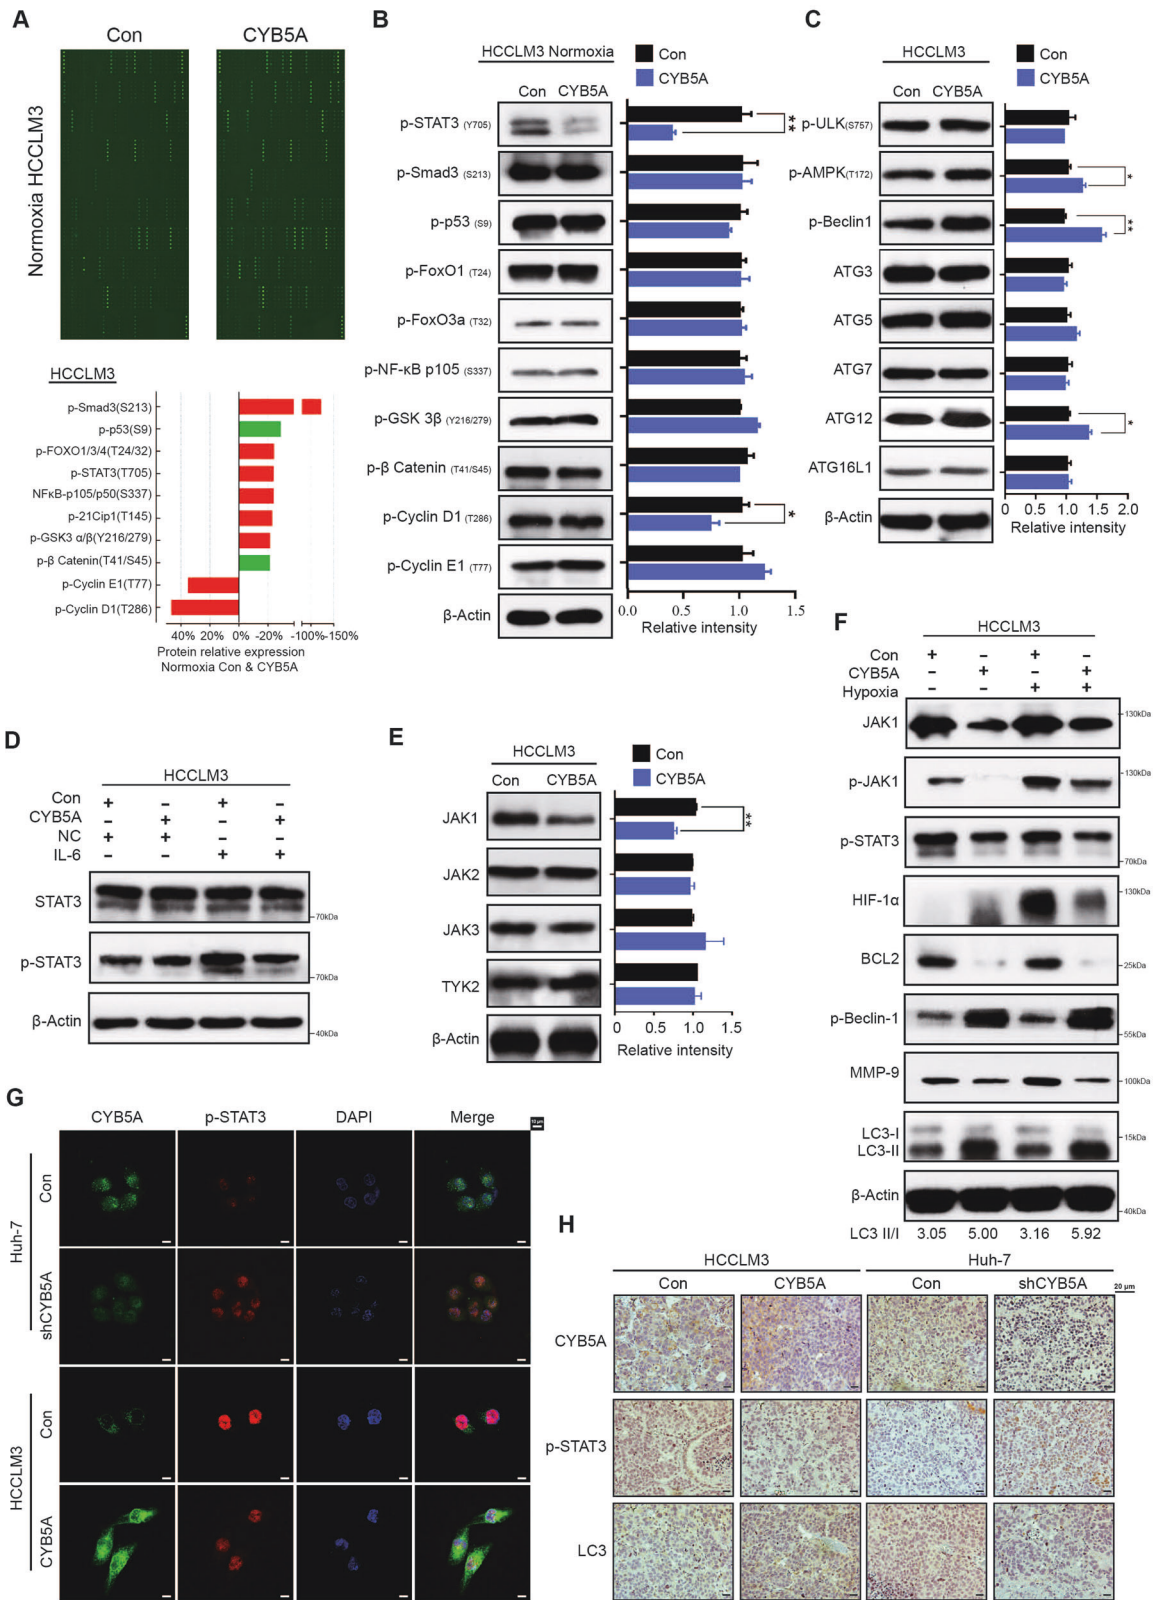 A
Con
CYB5A
Normoxia HCCLM3
HCCLM3
p-Smad3(S213)
p-p53(S9)
p-FOXO1/3/4(T24/32)
p-STAT3(T705)
NFκB-p105/p50(S337)
p-21Cip1(T145)
p-GSK3 α/β(Y216/279)
p-β Catenin(T41/S45)
p-Cyclin E1(T77)
p-Cyclin D1(T286)
40% 20% 0% -20% -100% -150%
Protein relative expression
Normoxia Con & CYB5A
B
HCCLM3 Normoxia
Con CYB5A
Con
CYB5A
p-STAT3 (Y705)
**
p-Smad3 (S213)
p-p53 (S9)
p-FoxO1 (T24)
p-FoxO3a (T32)
p-NF-κB p105 (S337)
p-GSK 3β (Y216/279)
p-β Catenin (T41/S45)
p-Cyclin D1 (T286)
*
p-Cyclin E1 (T77)
β-Actin
0.0 0.5 1.0 1.5
Relative intensity
C
HCCLM3
Con CYB5A
Con
CYB5A
p-ULK(S757)
p-AMPK(T172)
*
p-Beclin1
**
ATG3
ATG5
ATG7
ATG12
*
ATG16L1
β-Actin
0 0.5 1.0 1.5 2.0
Relative intensity
D
HCCLM3
Con + - + -
CYB5A - + - +
NC + + - -
IL-6 - - + +
STAT3
70kDa
p-STAT3
70kDa
β-Actin
40kDa
E
HCCLM3
Con CYB5A
Con
CYB5A
JAK1
**
JAK2
JAK3
TYK2
β-Actin
0 0.5 1.0 1.5
Relative intensity
F
HCCLM3
Con + - + -
CYB5A - + - +
Hypoxia - - + +
JAK1
130kDa
p-JAK1
130kDa
p-STAT3
70kDa
HIF-1α
130kDa
BCL2
25kDa
p-Beclin-1
55kDa
MMP-9
100kDa
LC3-I
15kDa
LC3-II
β-Actin
40kDa
LC3 II/I 3.05 5.00 3.16 5.92
G
CYB5A p-STAT3 DAPI Merge
10 μm
Huh-7
Con
shCYB5A
HCCLM3
Con
CYB5A
H
HCCLM3 Huh-7
Con CYB5A Con shCYB5A
20 μm
CYB5A
p-STAT3
LC3